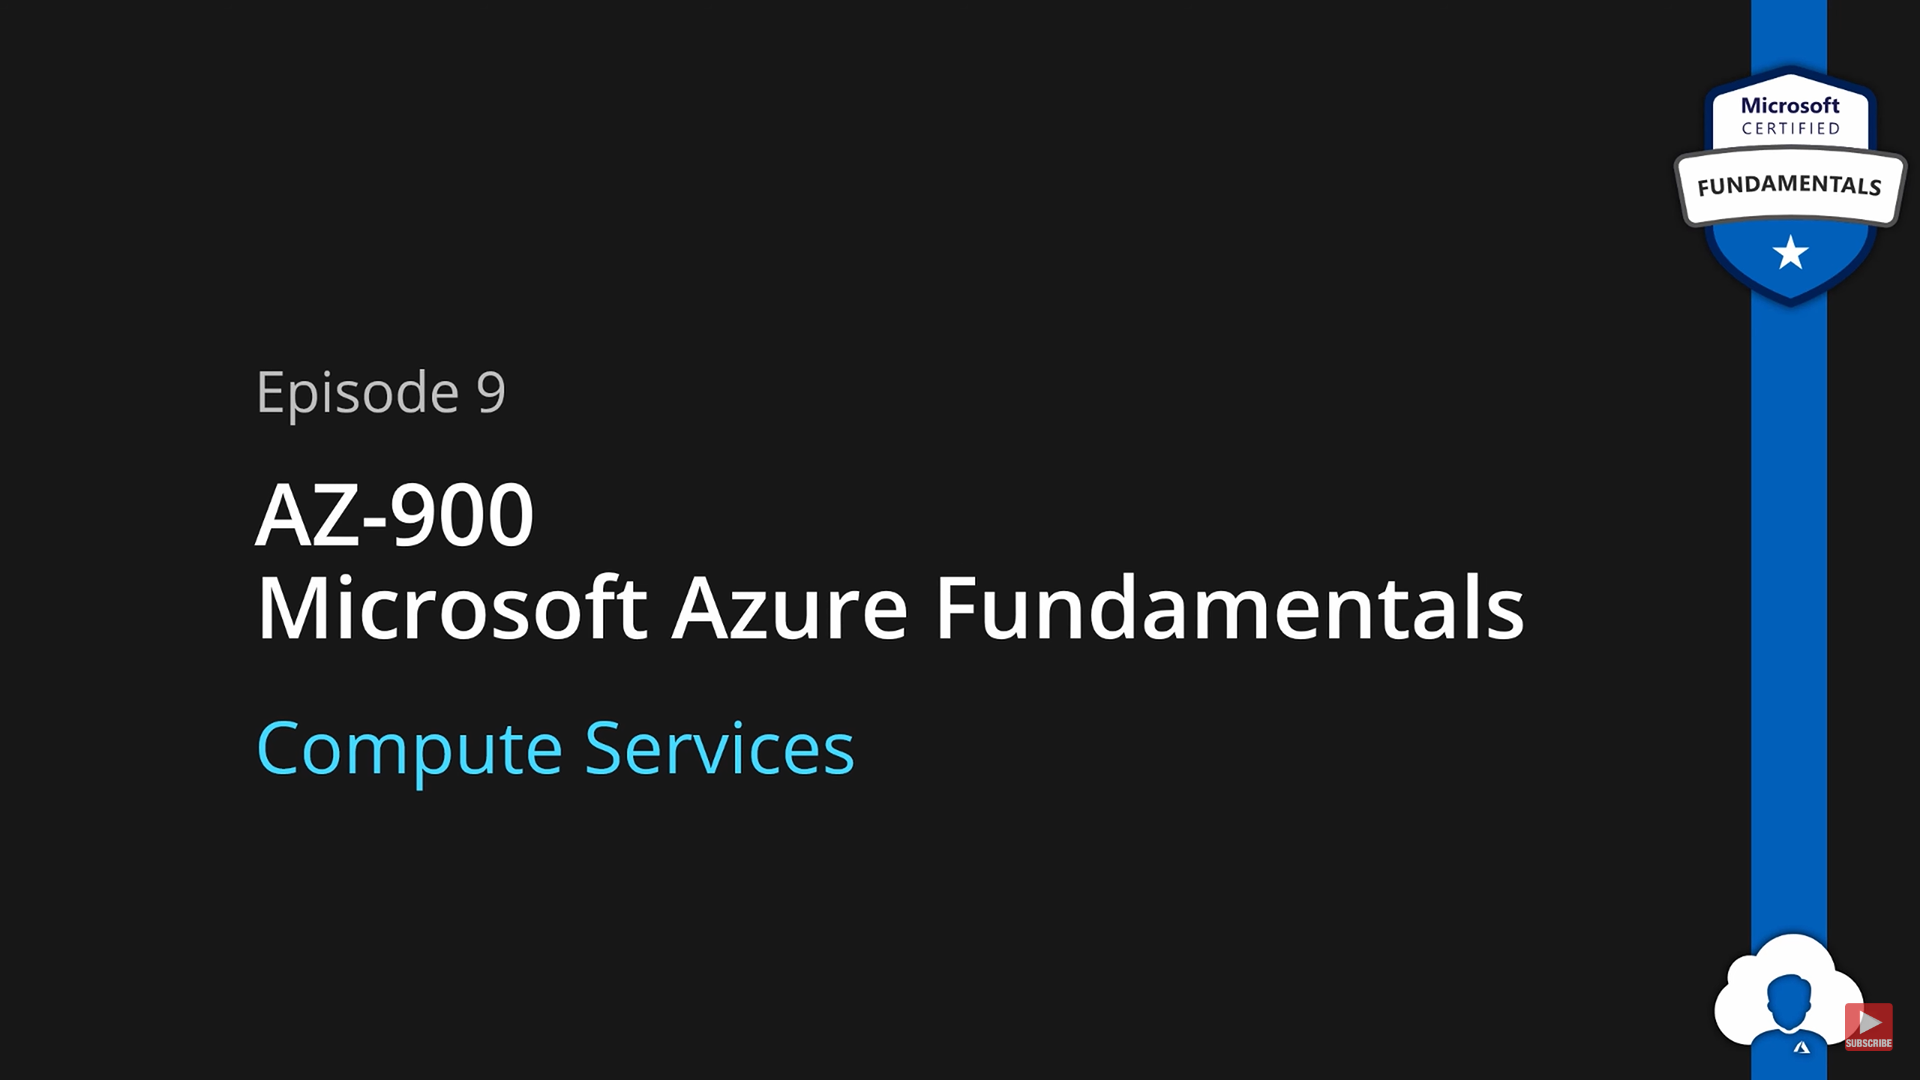 Microsoft
CERTIFIED
FUNDAMENTALS
Episode 9
AZ-900
Microsoft Azure Fundamentals
Compute Services
SUBSCRIBE